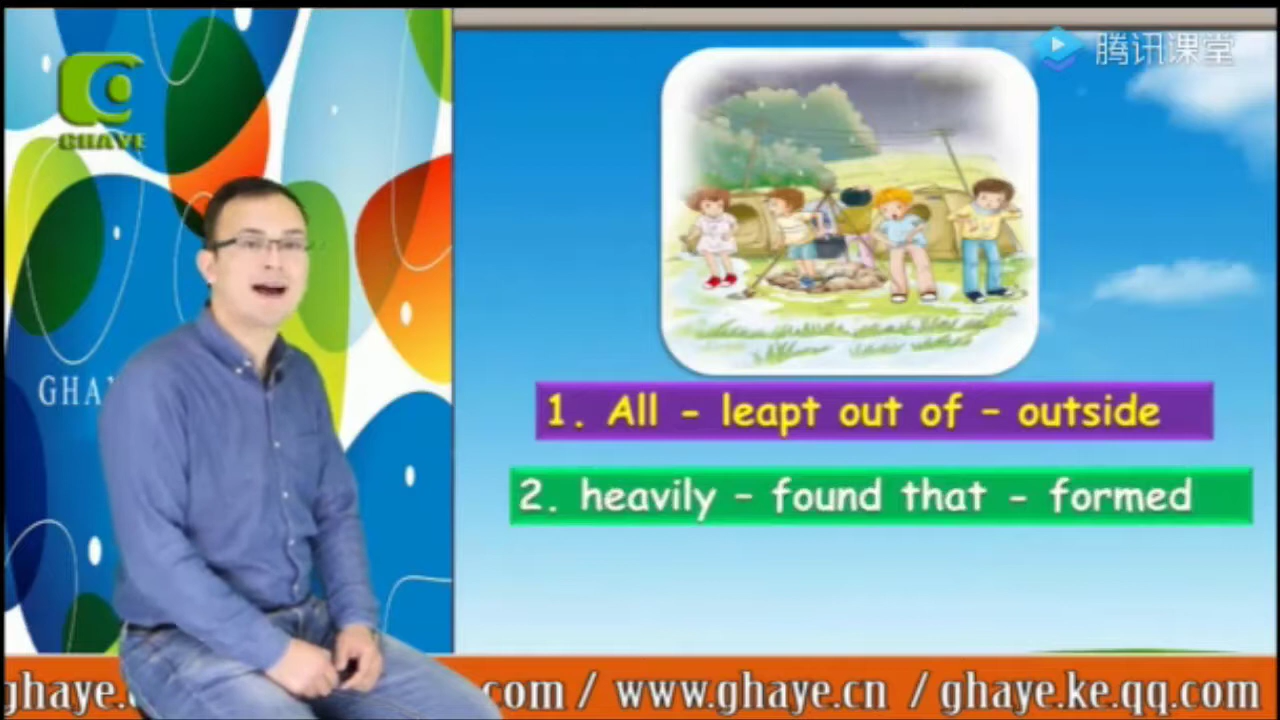 GHAYE
腾讯课堂
1. All - leapt out of - outside
2. heavily - found that - formed
ghaye. com / www.ghaye.cn / ghaye.ke.qq.com